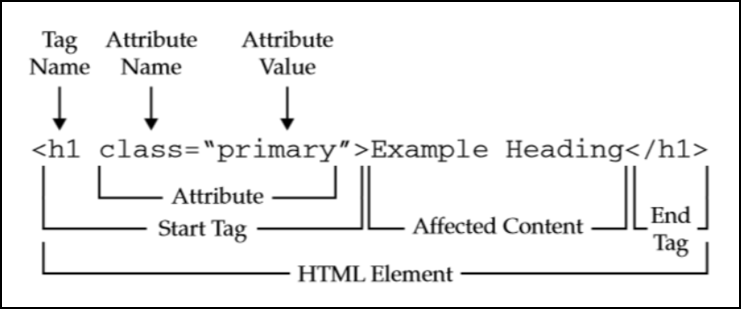 Tag Attribute Attribute
Name Name Value
<h1 class=“primary”>Example Heading</h1>
Attribute
Start Tag Affected Content End
Tag
HTML Element